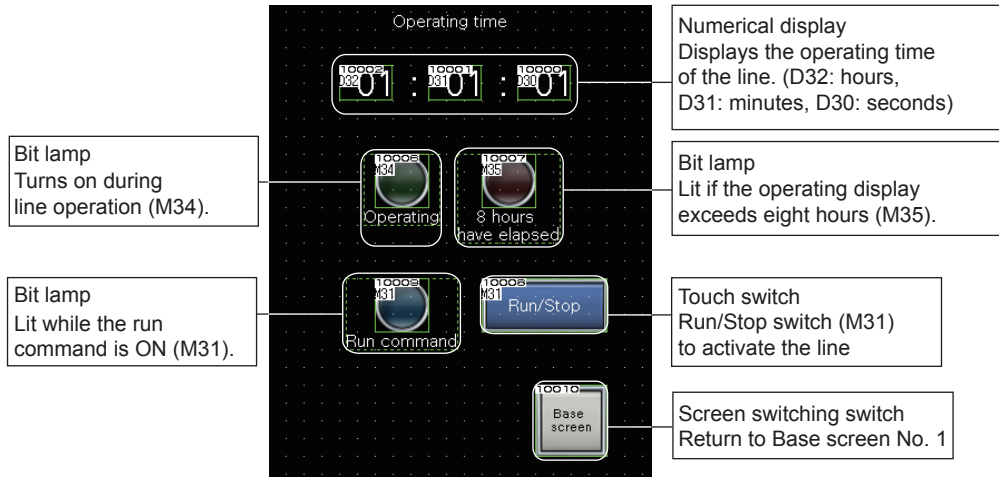 Operating time
10002
D32
01
:
10001
D31
01
:
10000
D30
01
Numerical display
Displays the operating time
of the line. (D32: hours,
D31: minutes, D30: seconds)
Bit lamp
Turns on during
line operation (M34).
M34
Operating
10007
M35
8 hours
have elapsed
Bit lamp
Lit if the operating display
exceeds eight hours (M35).
Bit lamp
Lit while the run
command is ON (M31).
10009
M31
Run command
10008
M31
Run/Stop
Touch switch
Run/Stop switch (M31)
to activate the line
10010
Base
screen
Screen switching switch
Return to Base screen No. 1